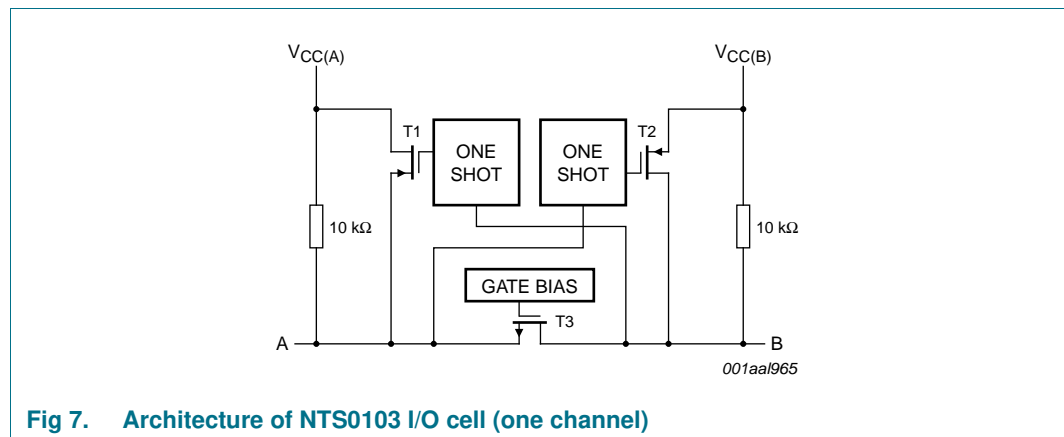 VCC(A)
VCC(B)
T1
ONE
SHOT
ONE
SHOT
T2
10 kΩ
10 kΩ
GATE BIAS
T3
A
B
001aal965
Fig 7. Architecture of NTS0103 I/O cell (one channel)